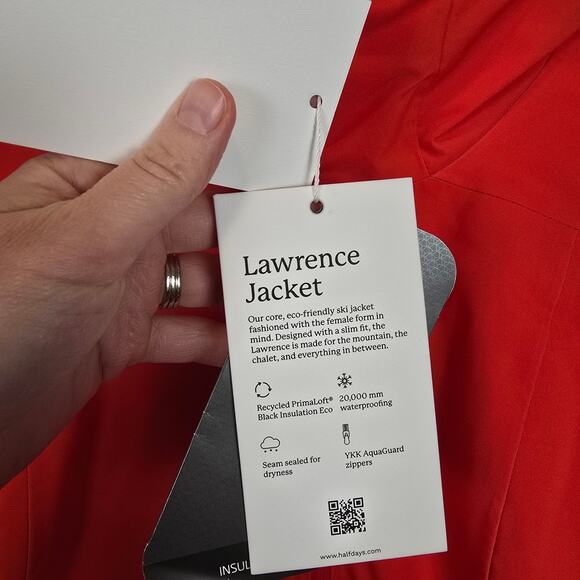 Lawrence
Jacket
Our core, eco-friendly ski jacket
fashioned with the female form in
mind. Designed with a slim fit, the
Lawrence is made for the mountain, the
chalet, and everything in between.
Recycled PrimaLoft®
Black Insulation Eco
20,000 mm
waterproofing
Seam sealed for
dryness
YKK AquaGuard
zippers
www.halfdays.com
INSUL